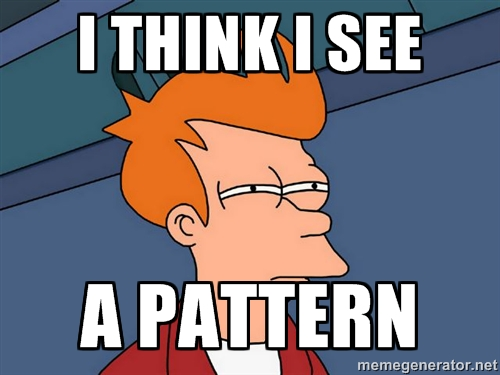 I THINK I SEE
A PATTERN
memegenerator.net